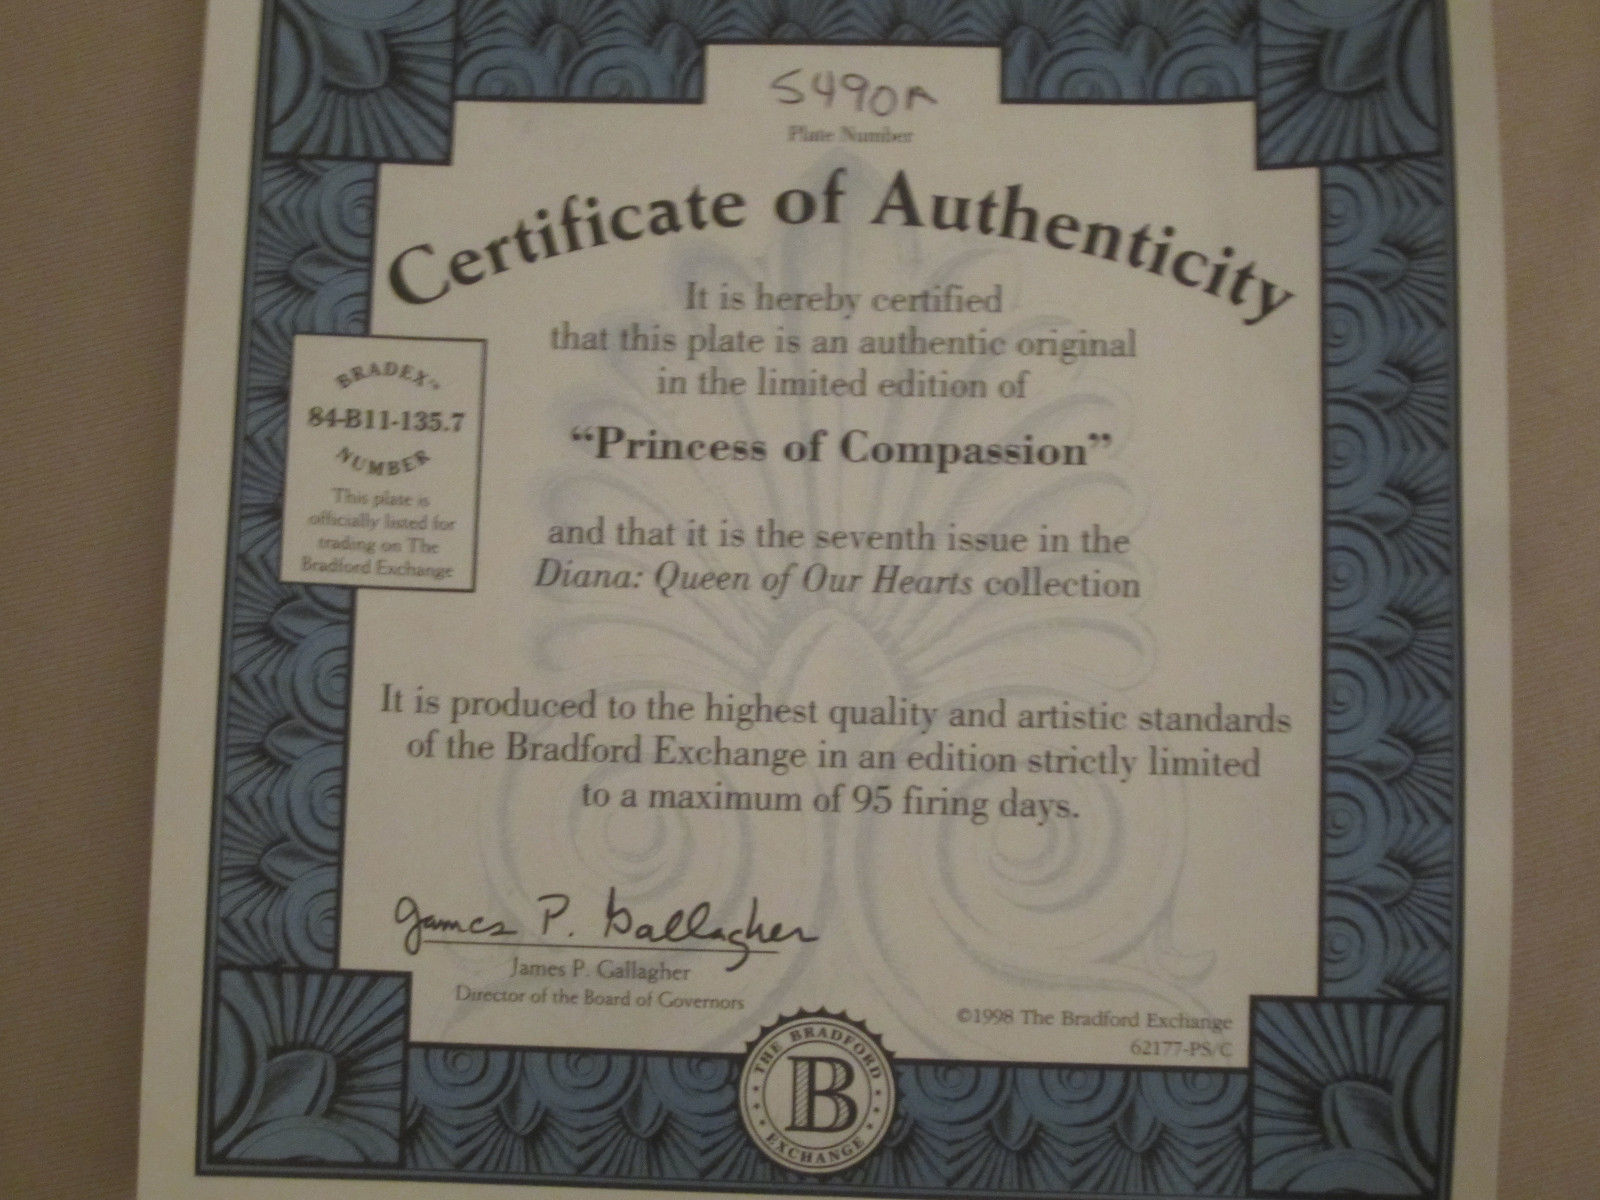 5490A
Plate Number
Certificate of Authenticity
It is hereby certified
that this plate is an authentic original
in the limited edition of
“Princess of Compassion”
and that it is the seventh issue in the
Diana: Queen of Our Hearts collection
BRADEX™
84-B11-135.7
NUMBER
This plate is
officially listed for
trading on The
Bradford Exchange
It is produced to the highest quality and artistic standards
of the Bradford Exchange in an edition strictly limited
to a maximum of 95 firing days.
James P. Gallagher
James P. Gallagher
Director of the Board of Governors
©1998 The Bradford Exchange
62177-PS/C
THE BRADFORD
B
EXCHANGE